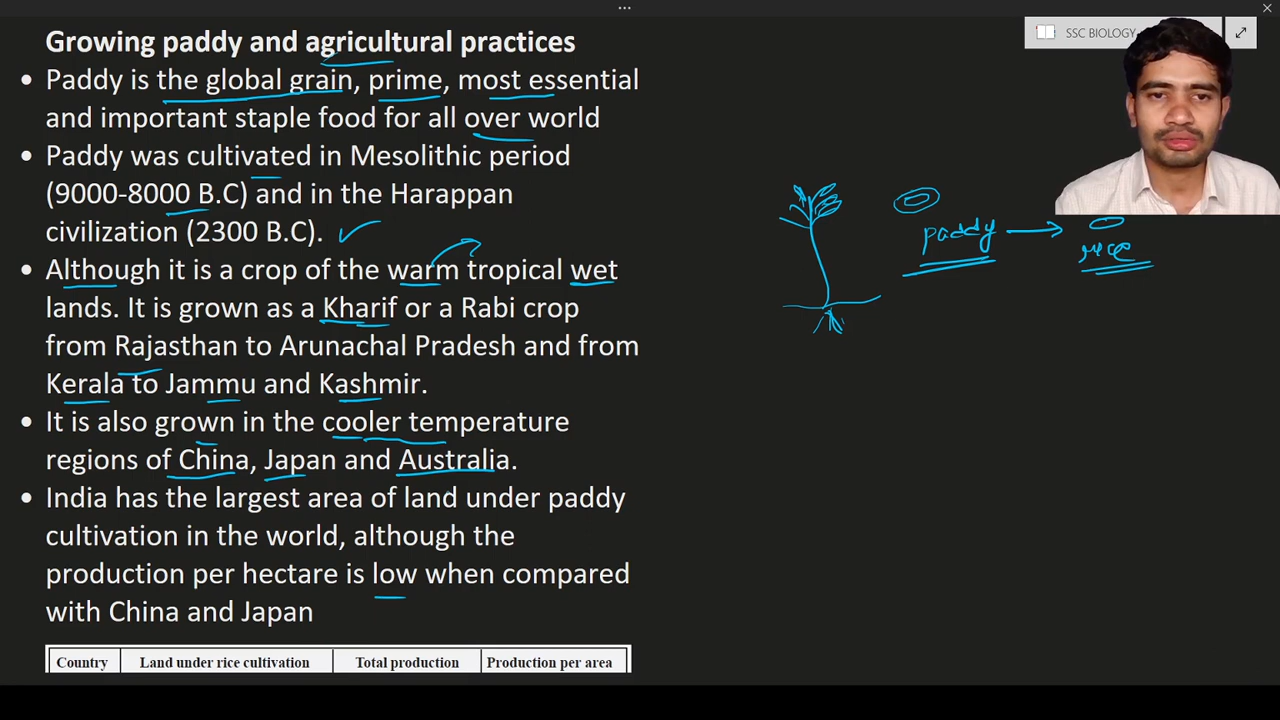 Growing paddy and agricultural practices
SSC BIOLOGY
• Paddy is the global grain, prime, most essential
and important staple food for all over world
• Paddy was cultivated in Mesolithic period
(9000-8000 B.C) and in the Harappan
civilization (2300 B.C).
paddy → rice
• Although it is a crop of the warm tropical wet
lands. It is grown as a Kharif or a Rabi crop
from Rajasthan to Arunachal Pradesh and from
Kerala to Jammu and Kashmir.
• It is also grown in the cooler temperature
regions of China, Japan and Australia.
• India has the largest area of land under paddy
cultivation in the world, although the
production per hectare is low when compared
with China and Japan
Country Land under rice cultivation Total production Production per area